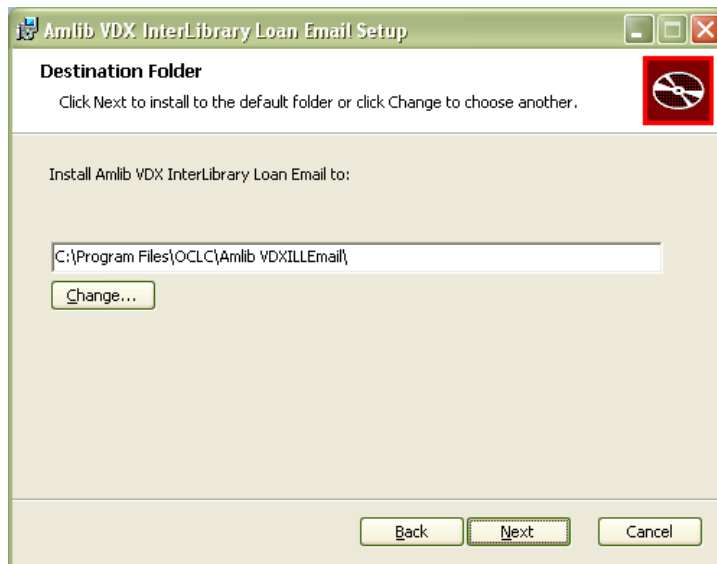 Amlib VDX InterLibrary Loan Email Setup
Destination Folder
Click Next to install to the default folder or click Change to choose another.
Install Amlib VDX InterLibrary Loan Email to:
C:\Program Files\OCLC\Amlib VDXILLEmail\
Change...
Back Next Cancel